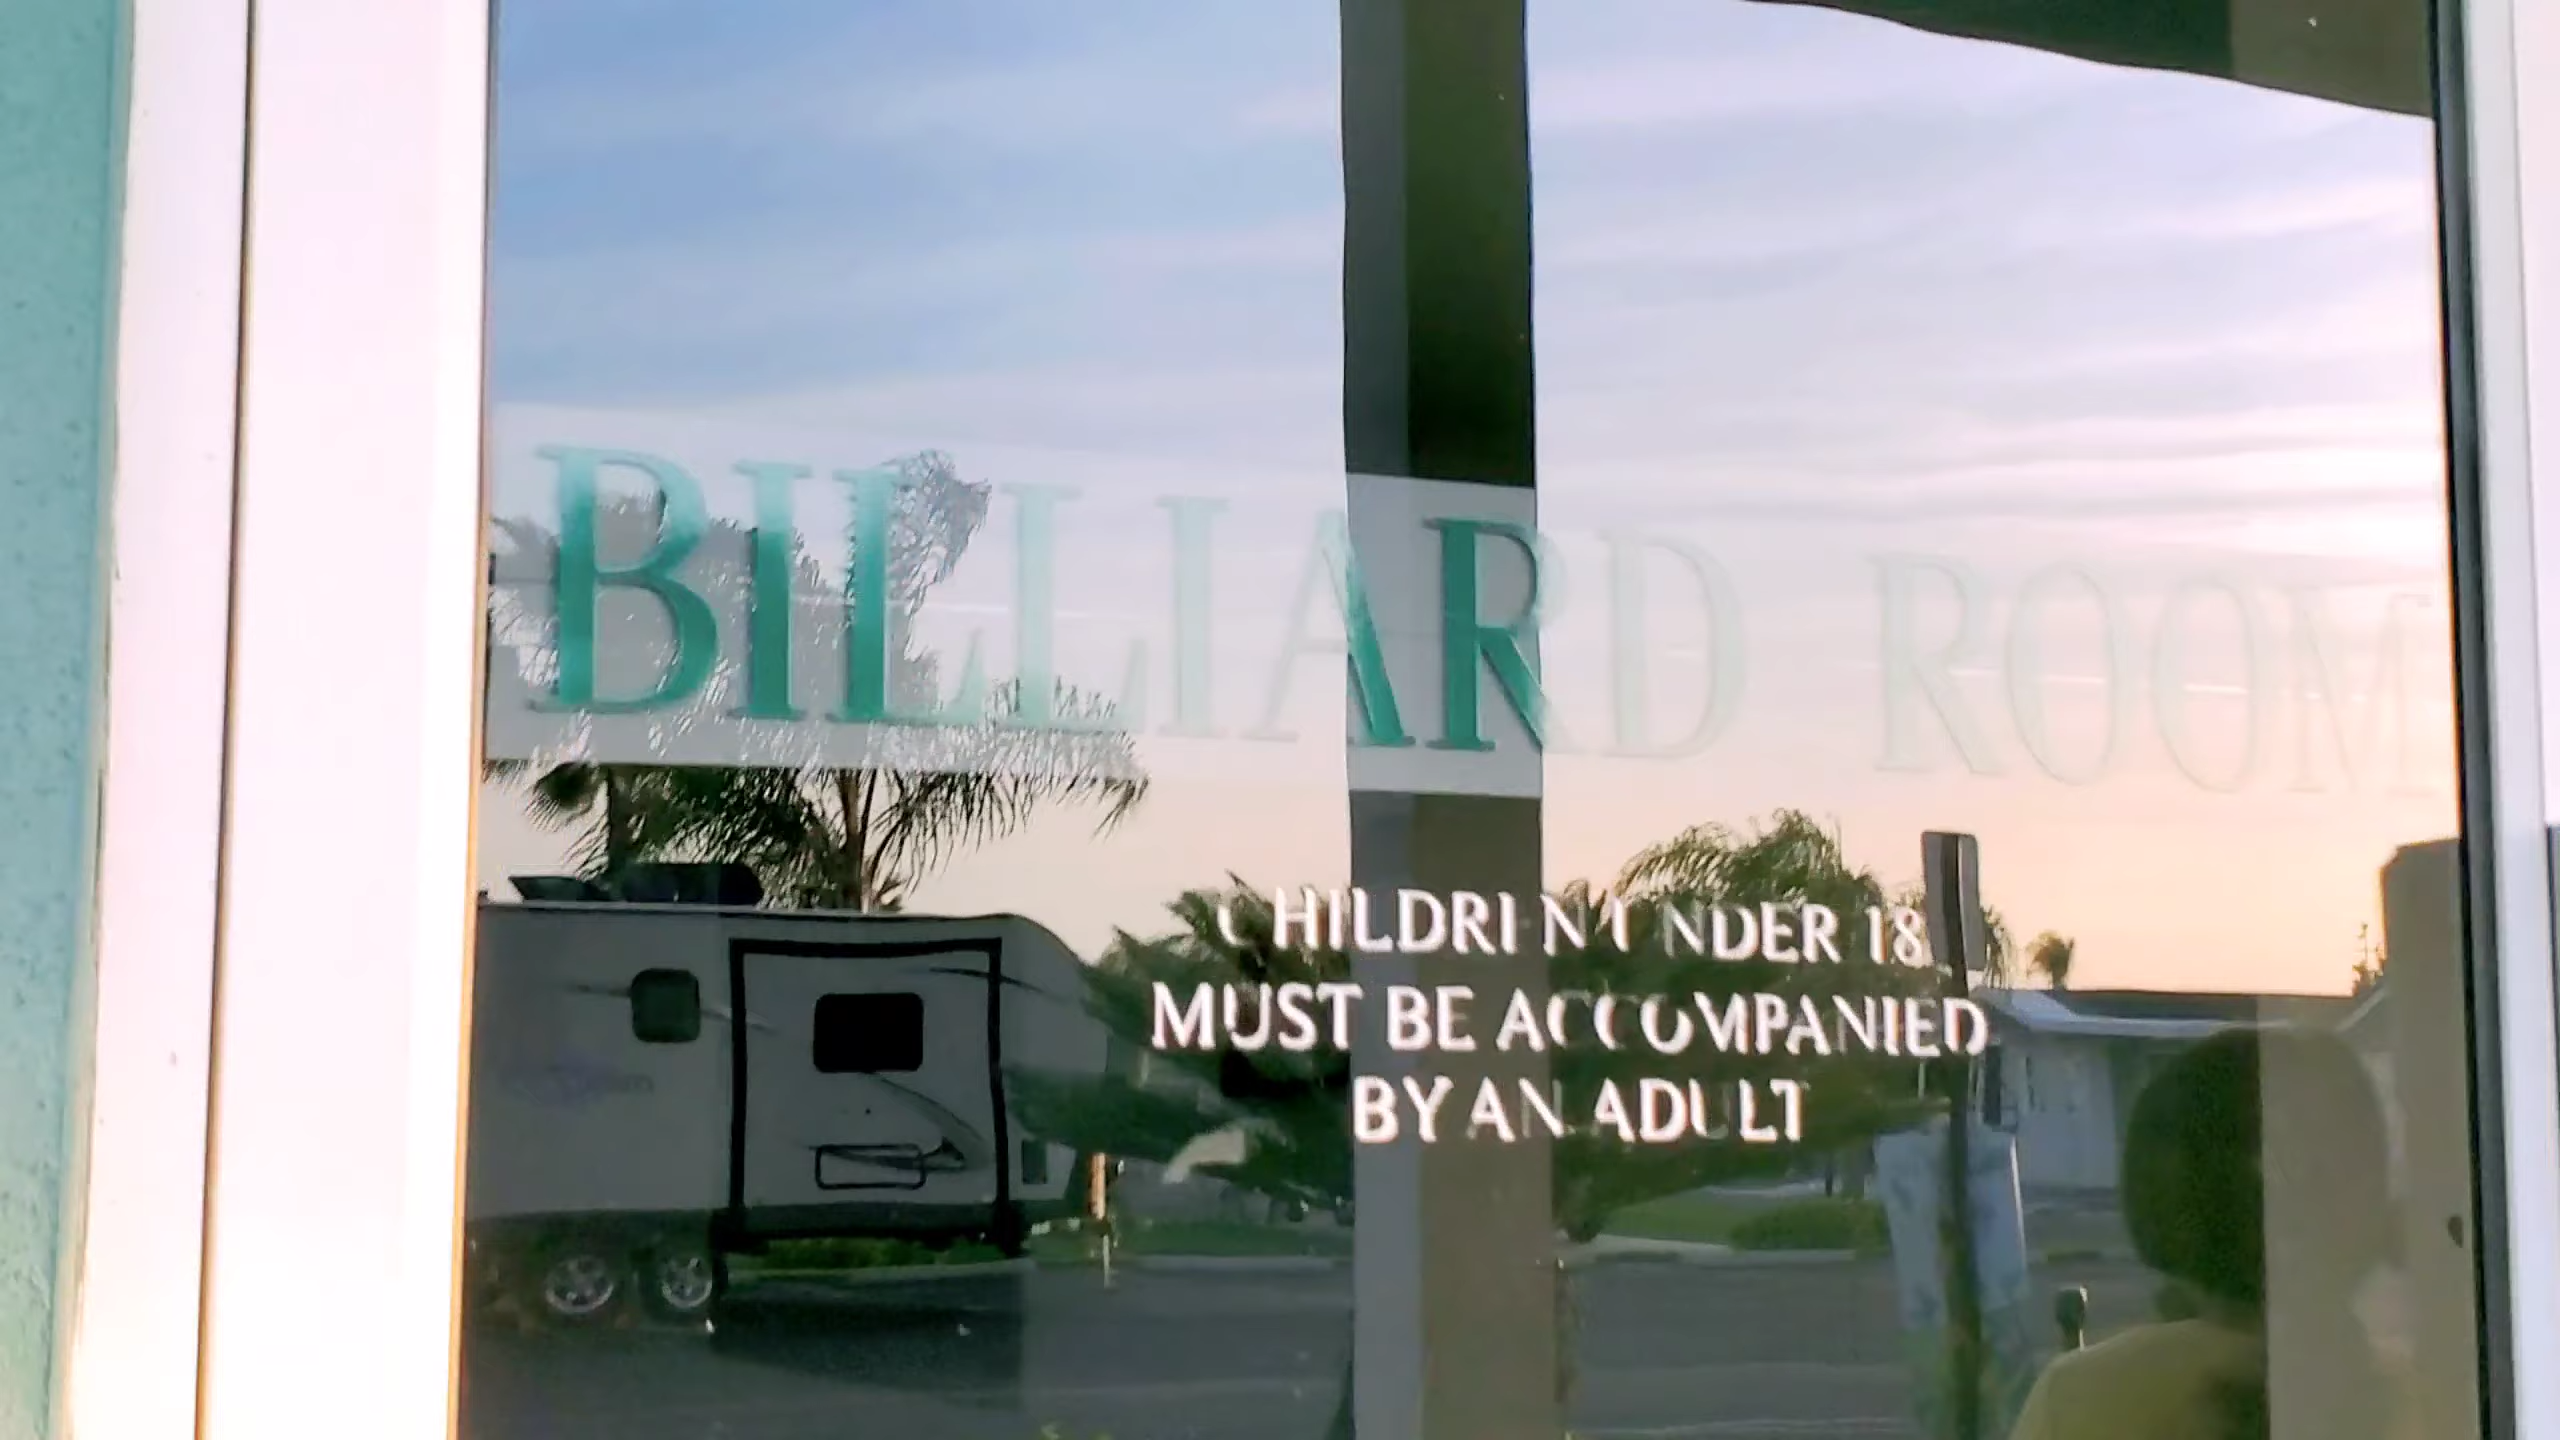 BILLIARD ROOM
CHILDREN UNDER 18
MUST BE ACCOMPANIED
BY AN ADULT